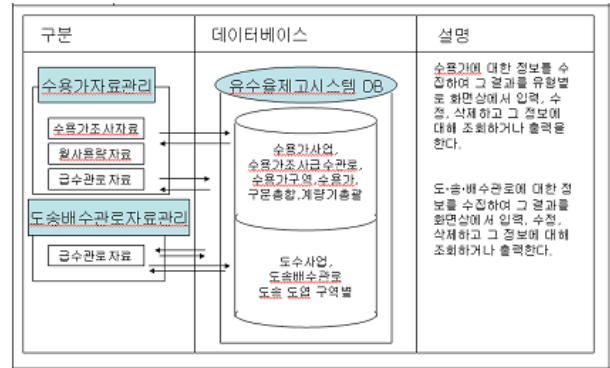 구분
데이터베이스
설명
수용가자료관리
수용가조사자료
월사용량자료
급수관로자료
도송배수관로자료관리
급수관로자료
유수율제고시스템 DB
수용가사업,
수용가조사급수관로,
수용가구역,수용가,
구문총합,계량기총괄
도수사업,
도송배수관로
도송 도엽 구역별
수용가에 대한 정보를 수
집하여 그 결과를 유형별
로 화면상에서 입력, 수
정, 삭제하고 그 정보에
대해 조회하거나 출력을
한다.
도·송·배수관로에 대한 정
보를 수집하여 그 결과를
화면상에서 입력, 수정,
삭제하고 그 정보에 대해
조회하거나 출력한다.